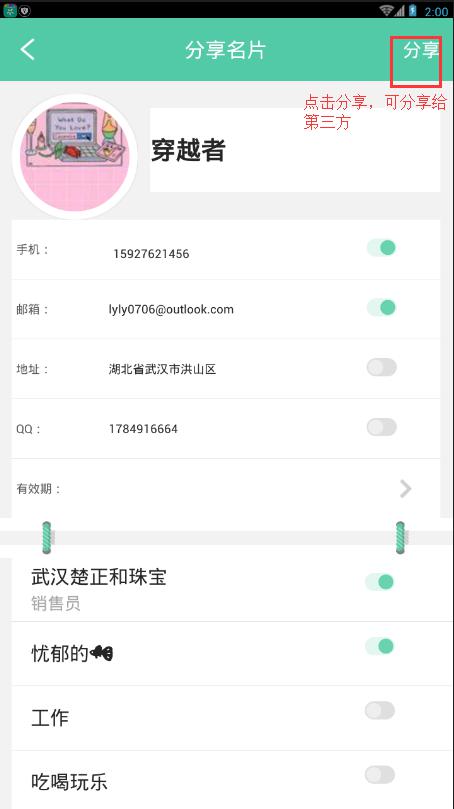 2:00
分享名片
分享
点击分享，可分享给
第三方
What Do
You Love?
穿越者
手机：
15927621456
邮箱：
lyly0706@outlook.com
地址：
湖北省武汉市洪山区
QQ：
1784916664
有效期：
武汉楚正和珠宝
销售员
忧郁的
工作
吃喝玩乐